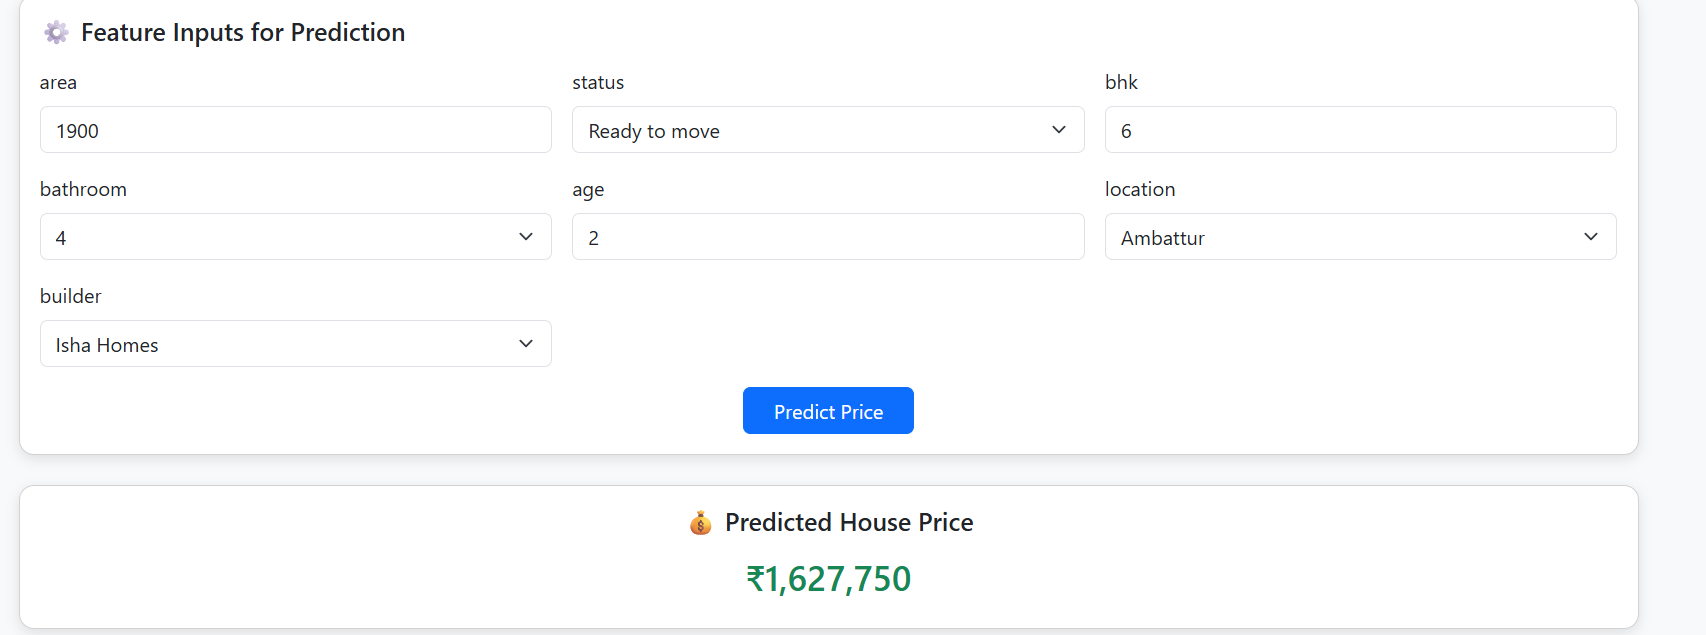 Feature Inputs for Prediction
area
status
bhk
1900
Ready to move
6
bathroom
age
location
4
2
Ambattur
builder
Isha Homes
Predict Price
Predicted House Price
₹1,627,750